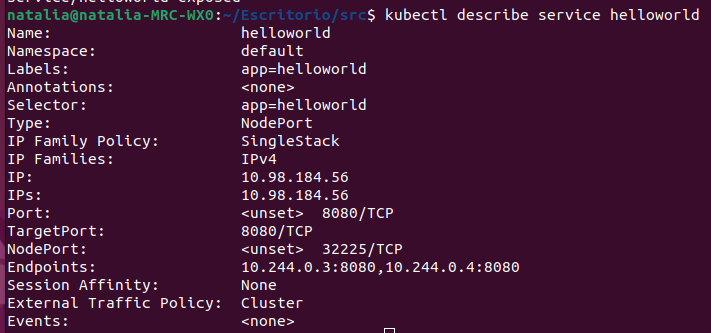 service/helloworld exposed
natalia@natalia-MRC-WX0:~/Escritorio/src$ kubectl describe service helloworld
Name:                     helloworld
Namespace:                default
Labels:                   app=helloworld
Annotations:              <none>
Selector:                 app=helloworld
Type:                     NodePort
IP Family Policy:         SingleStack
IP Families:              IPv4
IP:                       10.98.184.56
IPs:                      10.98.184.56
Port:                     <unset>  8080/TCP
TargetPort:               8080/TCP
NodePort:                 <unset>  32225/TCP
Endpoints:                10.244.0.3:8080,10.244.0.4:8080
Session Affinity:         None
External Traffic Policy:  Cluster
Events:                   <none>